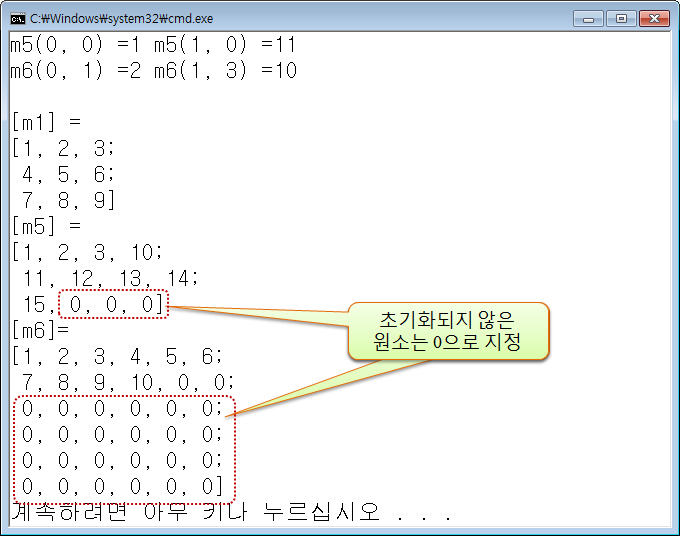 C:\Windows\system32\cmd.exe
m5(0, 0) =1 m5(1, 0) =11
m6(0, 1) =2 m6(1, 3) =10
[m1] =
[1, 2, 3;
4, 5, 6;
7, 8, 9]
[m5] =
[1, 2, 3, 10;
11, 12, 13, 14;
15, 0, 0, 0]
초기화되지 않은
원소는 0으로 지정
[m6]=
[1, 2, 3, 4, 5, 6;
7, 8, 9, 10, 0, 0;
0, 0, 0, 0, 0, 0;
0, 0, 0, 0, 0, 0;
0, 0, 0, 0, 0, 0;
0, 0, 0, 0, 0, 0]
계속하려면 아무 키나 누르십시오 . . .